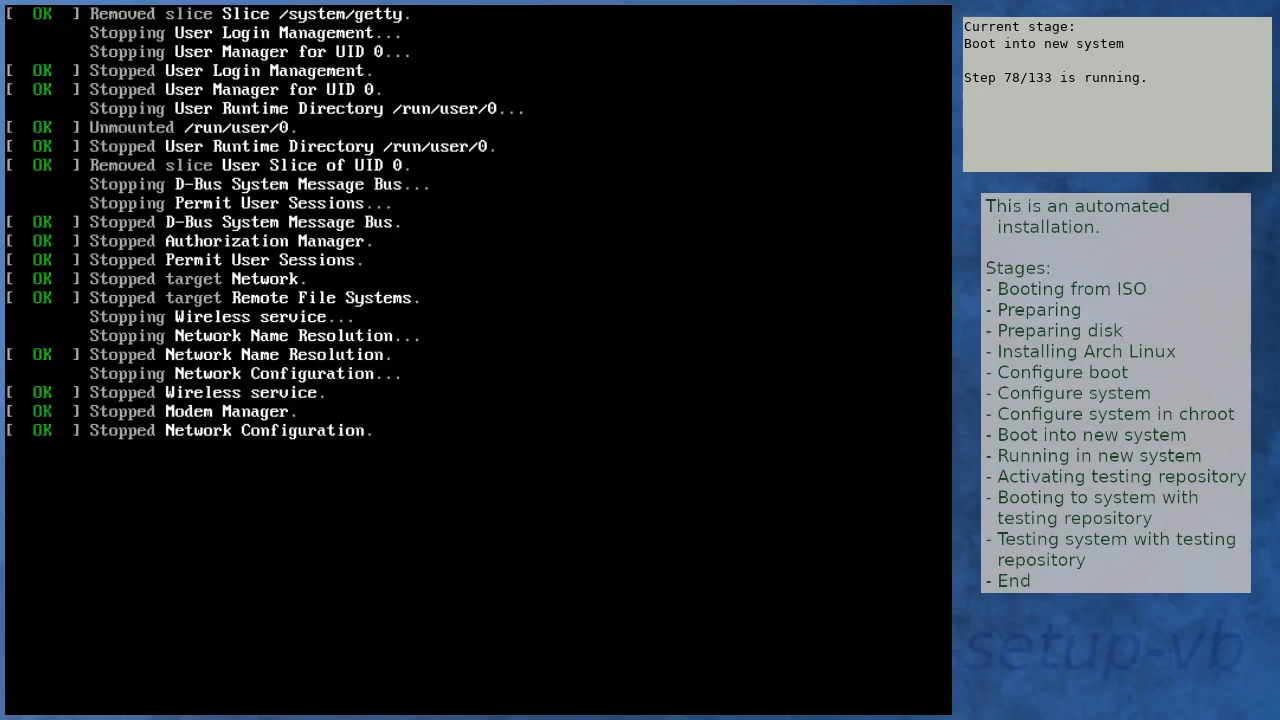 [  OK  ] Removed slice Slice /system/getty.
Stopping User Login Management...
Stopping User Manager for UID 0...
[  OK  ] Stopped User Login Management.
[  OK  ] Stopped User Manager for UID 0.
Stopping User Runtime Directory /run/user/0...
[  OK  ] Unmounted /run/user/0.
[  OK  ] Stopped User Runtime Directory /run/user/0.
[  OK  ] Removed slice User Slice of UID 0.
Stopping D-Bus System Message Bus...
Stopping Permit User Sessions...
[  OK  ] Stopped D-Bus System Message Bus.
[  OK  ] Stopped Authorization Manager.
[  OK  ] Stopped Permit User Sessions.
[  OK  ] Stopped target Network.
[  OK  ] Stopped target Remote File Systems.
Stopping Wireless service...
Stopping Network Name Resolution...
[  OK  ] Stopped Network Name Resolution.
Stopping Network Configuration...
[  OK  ] Stopped Wireless service.
[  OK  ] Stopped Modem Manager.
[  OK  ] Stopped Network Configuration.
Current stage:
Boot into new system
Step 78/133 is running.
This is an automated
installation.
Stages:
- Booting from ISO
- Preparing
- Preparing disk
- Installing Arch Linux
- Configure boot
- Configure system
- Configure system in chroot
- Boot into new system
- Running in new system
- Activating testing repository
- Booting to system with
testing repository
- Testing system with testing
repository
- End
-setup-vb